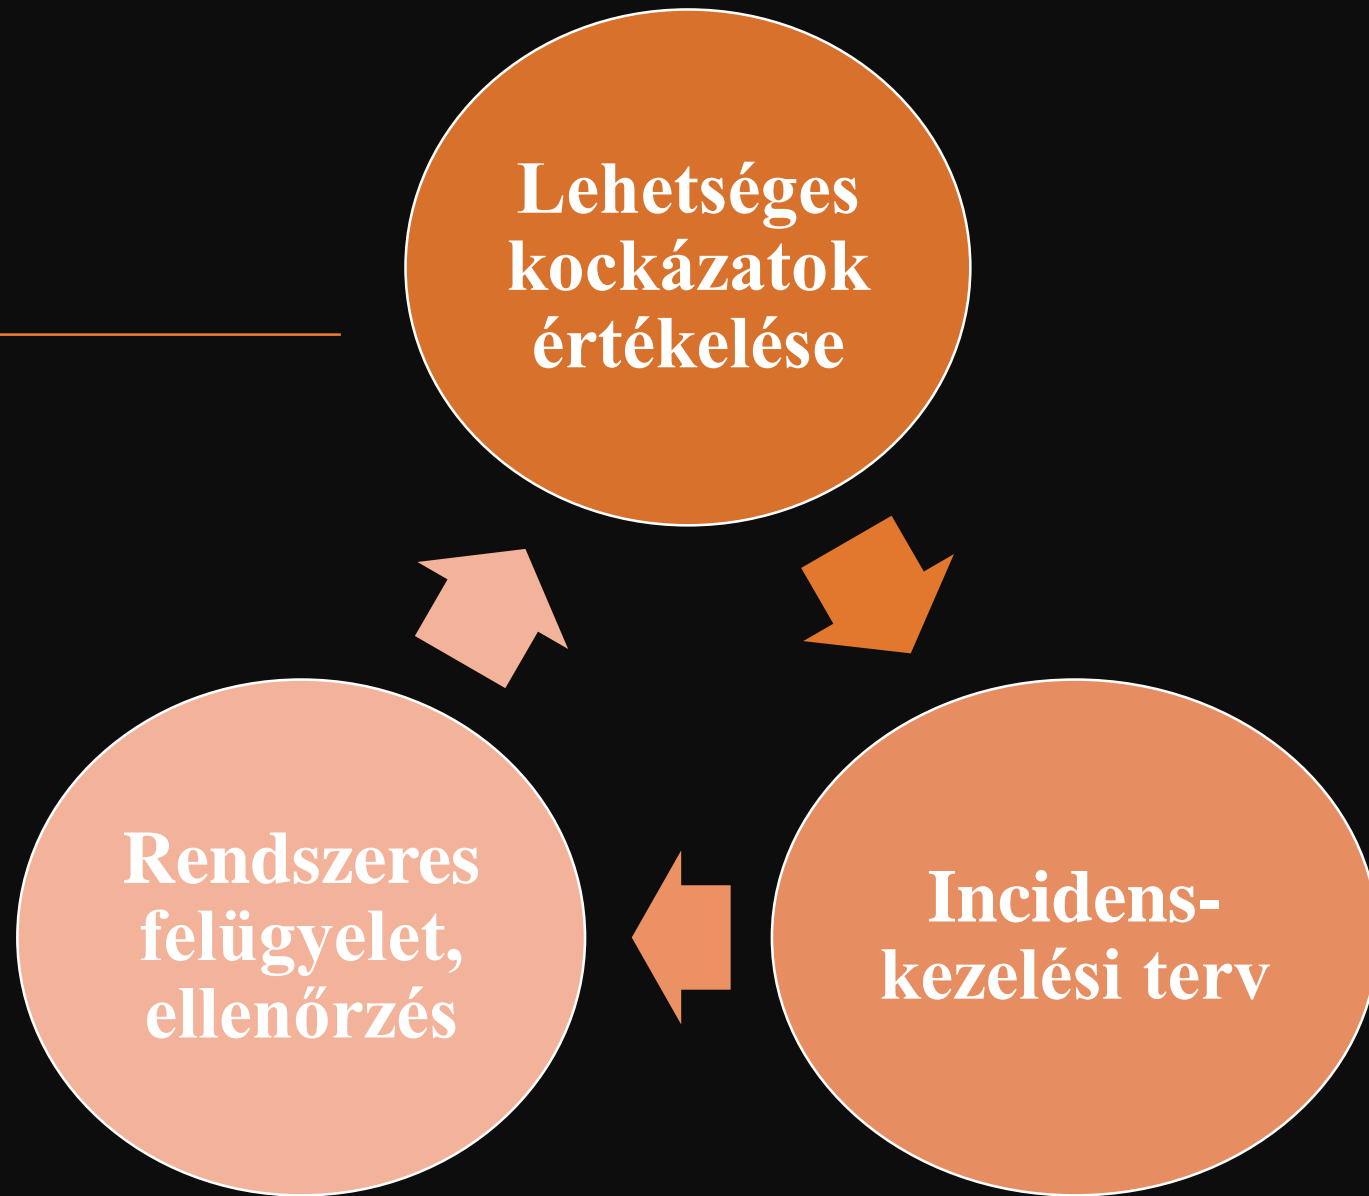 Lehetséges
kockázatok
értékelése
Rendszeres
felügyelet,
ellenőrzés
Incidens-
kezelési terv